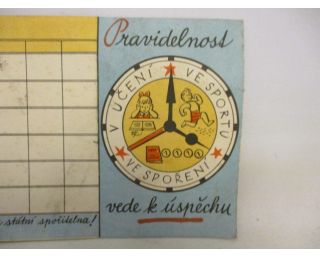 Pravidelnost
V UČENÍ ★ VE SPORTU
★ VE SPOŘENÍ ★
vede k úspěchu
státní spořitelna!